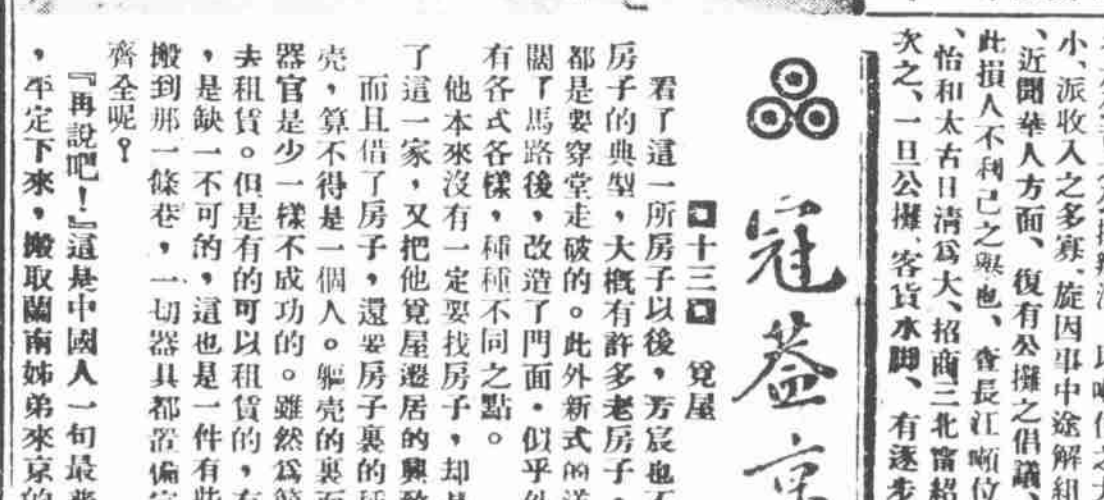 小、派收入之多寡、旋因事中途解組
、近聞華人方面、復有公攤之倡議
此損人不利己之舉也、查長江噸位
、怡和太古日清爲大、招商三北甯紹
次之、一旦公攤、客貨水脚、有逐步
冠蓋京
十三 覓屋
看了這一所房子以後，芳宸也不
房子的典型，大概有許多老房子，
都是要穿堂走破的。此外新式的
闊了馬路後，改造了門面，似乎
有各式各樣，種種不同之點。
他本來沒有一定要找房子，却
了這一家，又把他覓屋遷居的興致
而且借了房子，還要房子裏的
壳，算不得是一個人。軀壳的裏面
器官是少一樣不成功的。雖然爲
去租賃。但是有的可以租賃的，有
，是缺一不可的，這也是一件有些
搬到那一條巷，一切器具都當備
齊全呢？
『再說吧！』這是中國人一句最
，平定下來，搬取蘭南姊弟來京的